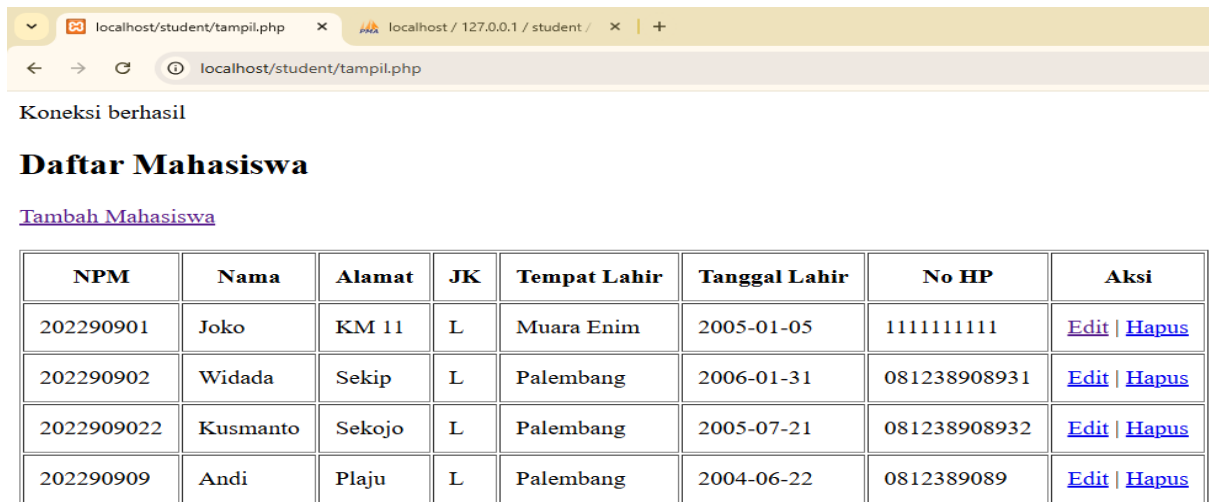 localhost/student/tampil.php
localhost / 127.0.0.1 / student /
localhost/student/tampil.php
Koneksi berhasil
Daftar Mahasiswa
Tambah Mahasiswa
NPM Nama Alamat JK Tempat Lahir Tanggal Lahir No HP Aksi
202290901 Joko KM 11 L Muara Enim 2005-01-05 1111111111 Edit | Hapus
202290902 Widada Sekip L Palembang 2006-01-31 081238908931 Edit | Hapus
2022909022 Kusmanto Sekojo L Palembang 2005-07-21 081238908932 Edit | Hapus
202290909 Andi Plaju L Palembang 2004-06-22 0812389089 Edit | Hapus